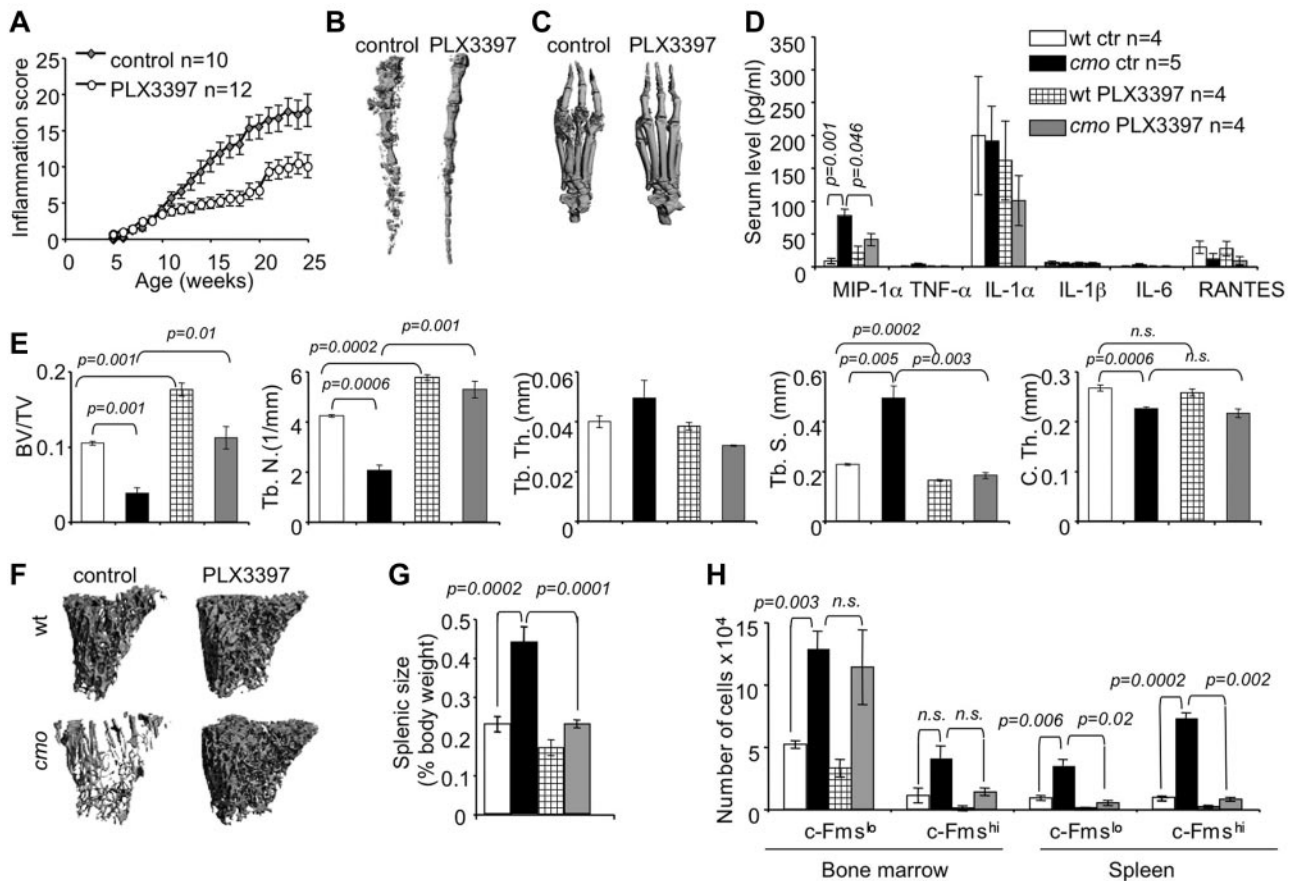 A
control n=10
PLX3397 n=12
Inflammation score
25
20
15
10
5
0
0 5 10 15 20 25
Age (weeks)
B
control PLX3397
C
control PLX3397
D
wt ctr n=4
cmo ctr n=5
wt PLX3397 n=4
cmo PLX3397 n=4
Serum level (pg/ml)
350
300
250
200
150
100
50
0
p=0.001
p=0.046
MIP-1α TNF-α IL-1α IL-1β IL-6 RANTES
E
BV/TV
0.2
0.1
0
p=0.01
p=0.001
p=0.001
Tb. N.(1/mm)
6
4
2
0
p=0.001
p=0.0002
p=0.0006
Tb. Th. (mm)
0.06
0.04
0.02
0
Tb. S. (mm)
0.6
0.4
0.2
0
p=0.0002
p=0.005
p=0.003
C. Th. (mm)
0.3
0.2
0.1
0
n.s.
p=0.0006
n.s.
F
control PLX3397
wt
cmo
G
p=0.0002 p=0.0001
Splenic size
(% body weight)
0.5
0.4
0.3
0.2
0.1
0
H
Number of cells x 10⁴
15
10
5
0
p=0.003
n.s.
n.s.
n.s.
p=0.006
p=0.02
p=0.0002
p=0.002
c-Fms^lo c-Fms^hi c-Fms^lo c-Fms^hi
Bone marrow Spleen